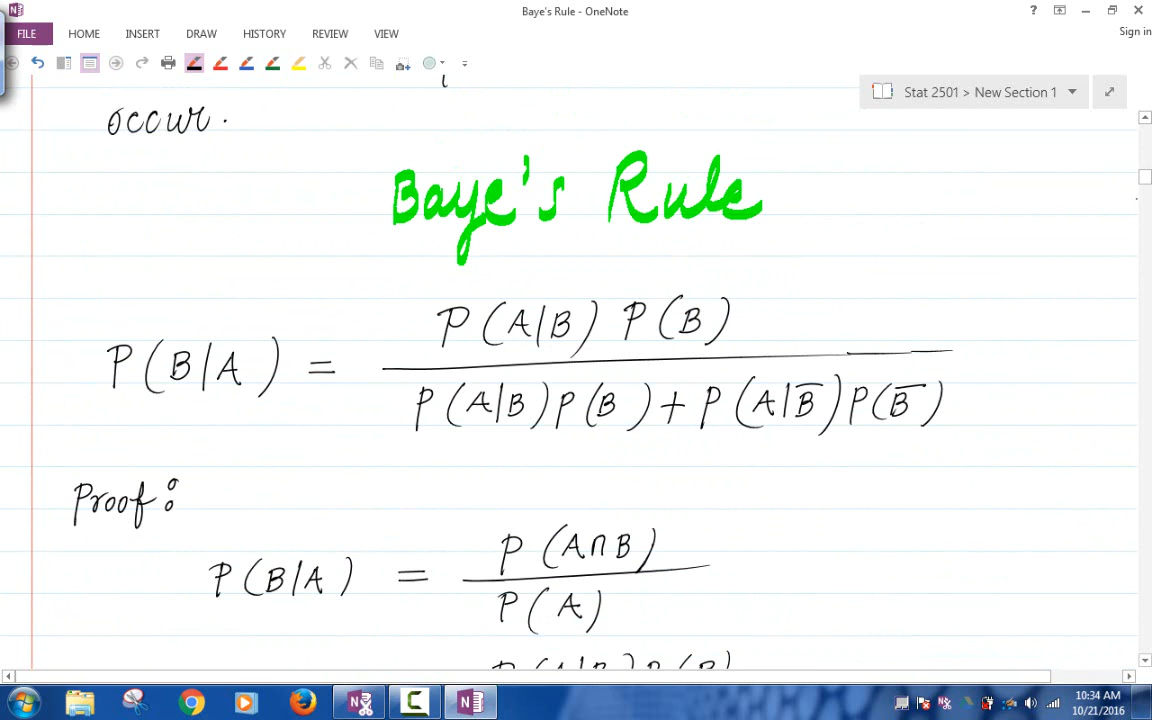 Baye's Rule - OneNote
?
Sign in
FILE HOME INSERT DRAW HISTORY REVIEW VIEW
Stat 2501 > New Section 1
occur.
Baye's Rule
P(B|A) = P(A|B) P(B)
P(A|B)P(B) + P(A|B̅)P(B̅)
Proof:
P(B|A) = P(A∩B)
P(A)
P(A|B)P(B)
10:34 AM
10/21/2016